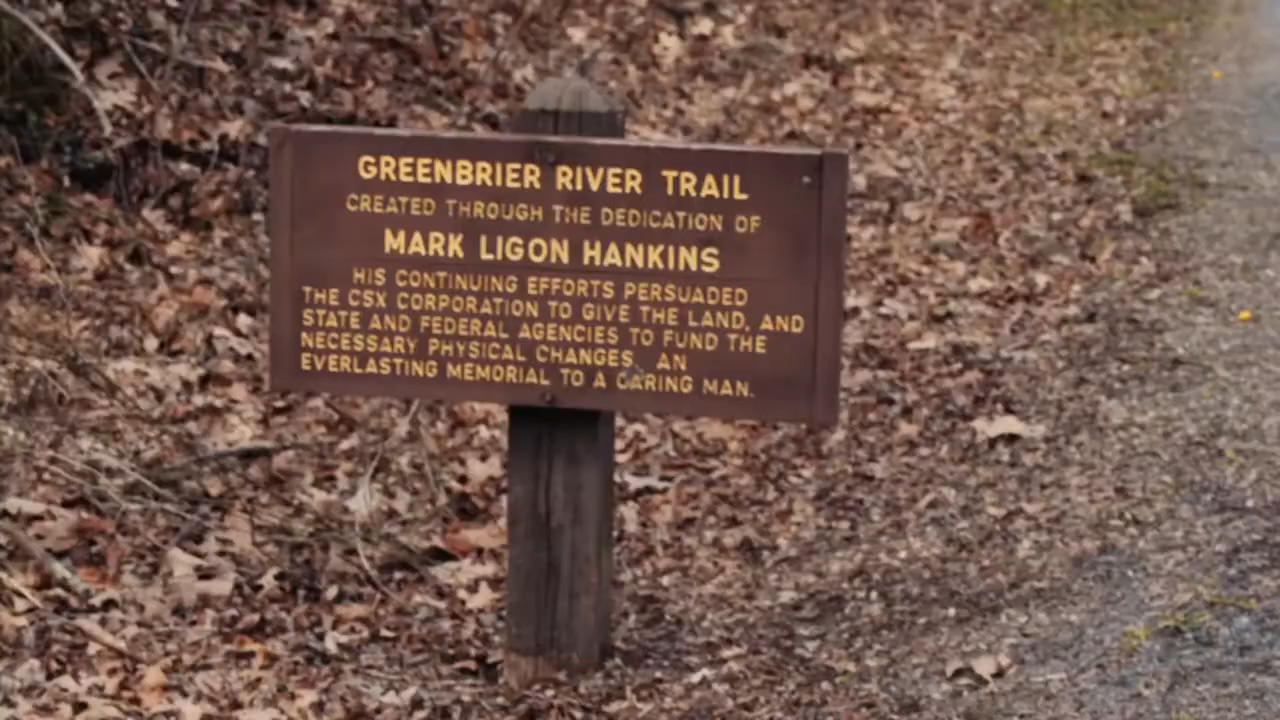 GREENBRIER RIVER TRAIL
CREATED THROUGH THE DEDICATION OF
MARK LIGON HANKINS
HIS CONTINUING EFFORTS PERSUADED
THE CSX CORPORATION TO GIVE THE LAND, AND
STATE AND FEDERAL AGENCIES TO FUND THE
NECESSARY PHYSICAL CHANGES. AN
EVERLASTING MEMORIAL TO A CARING MAN.